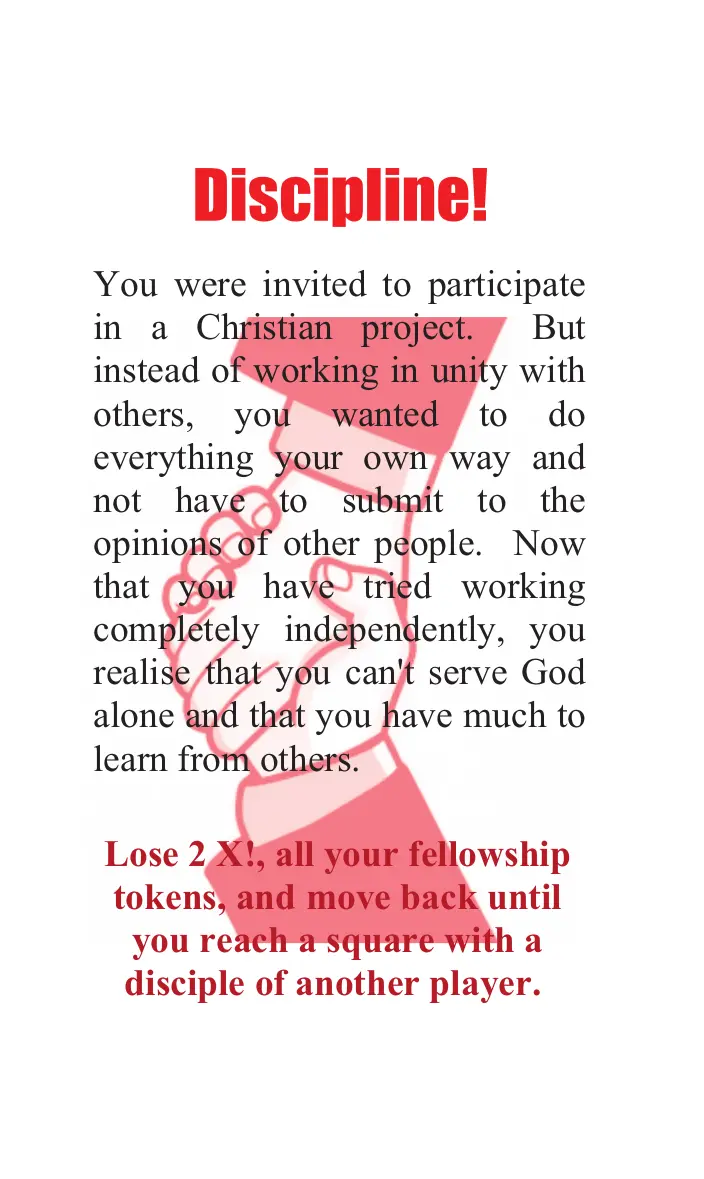 Discipline!
You were invited to participate
in a Christian project. But
instead of working in unity with
others, you wanted to do
everything your own way and
not have to submit to the
opinions of other people. Now
that you have tried working
completely independently, you
realise that you can't serve God
alone and that you have much to
learn from others.
Lose 2 X!, all your fellowship
tokens, and move back until
you reach a square with a
disciple of another player.